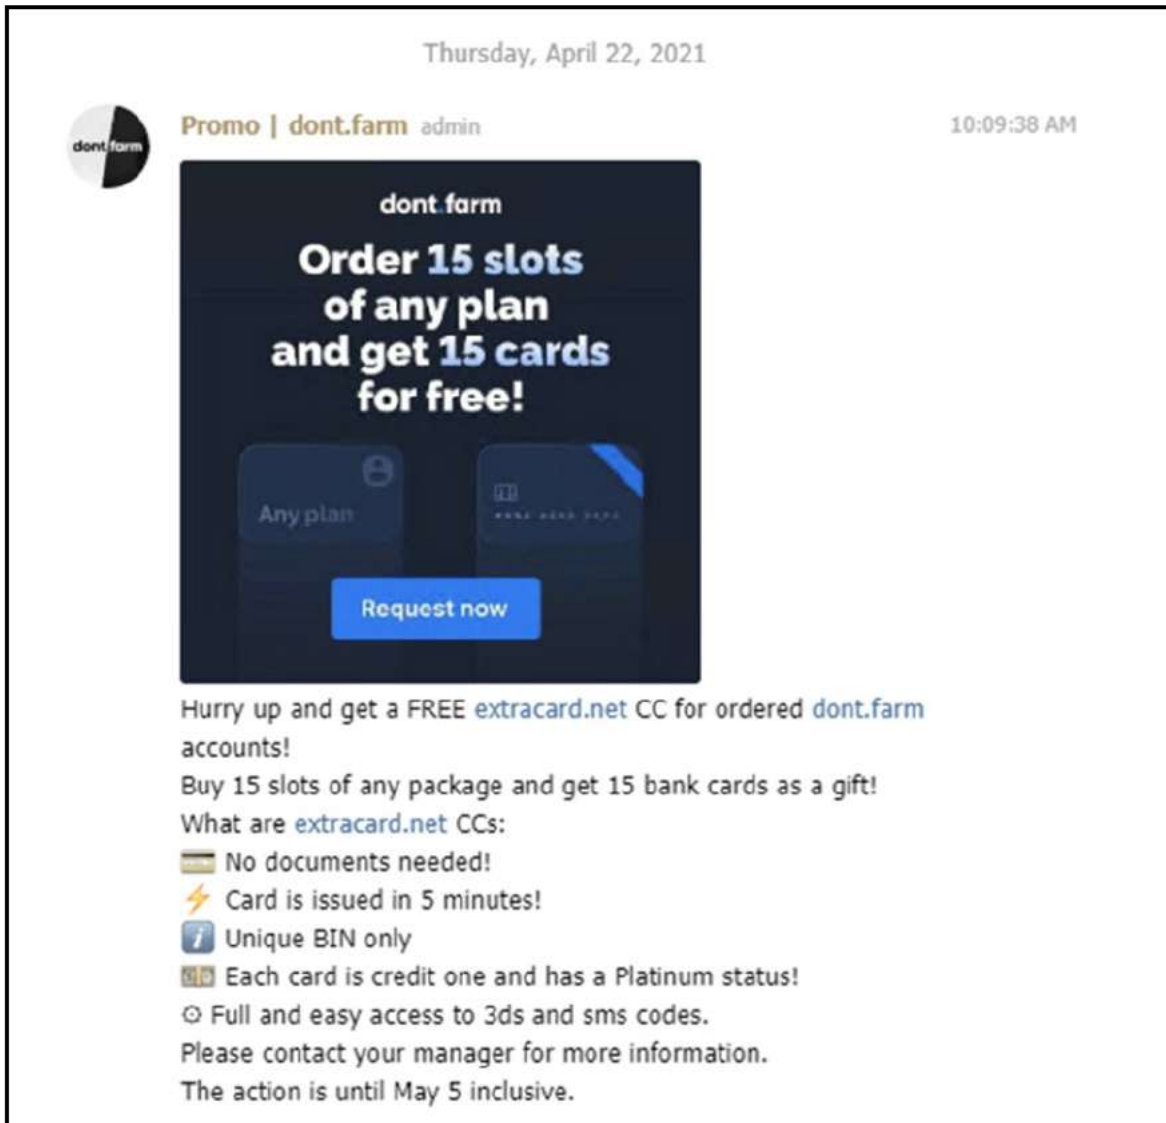 Thursday, April 22, 2021
dont.farm
Promo | dont.farm admin
10:09:38 AM
dont.farm
Order 15 slots
of any plan
and get 15 cards
for free!
Any plan
Request now
Hurry up and get a FREE extracard.net CC for ordered dont.farm
accounts!
Buy 15 slots of any package and get 15 bank cards as a gift!
What are extracard.net CCs:
💳 No documents needed!
⚡ Card is issued in 5 minutes!
ℹ️ Unique BIN only
💵 Each card is credit one and has a Platinum status!
⚙ Full and easy access to 3ds and sms codes.
Please contact your manager for more information.
The action is until May 5 inclusive.